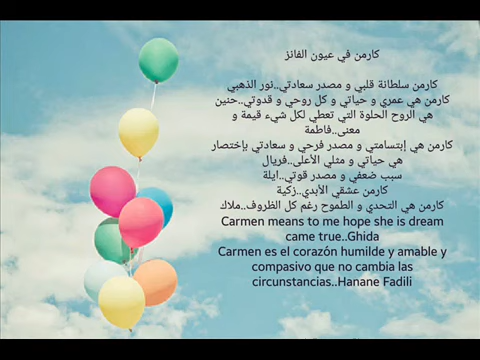 كارمن في عيون الفانز
كارمن سلطانة قلبي و مصدر سعادتي..نور الذهبي
كارمن هي عمري و حياتي و كل روحي و قدوتي..حنين
هي الروح الحلوة التي تعطي لكل شيء قيمة و
معنى..فاطمة
كارمن هي إبتسامتي و مصدر فرحي و سعادتي بإختصار
هي حياتي و مثلي الأعلى..فريال
سبب ضعفي و مصدر قوتي..ايلة
كارمن عشقي الأبدي..زكية
كارمن هي التحدي و الطموح رغم كل الظروف..ملاك
Carmen means to me hope she is dream
came true..Ghida
Carmen es el corazón humilde y amable y
compasivo que no cambia las
circunstancias..Hanane Fadili